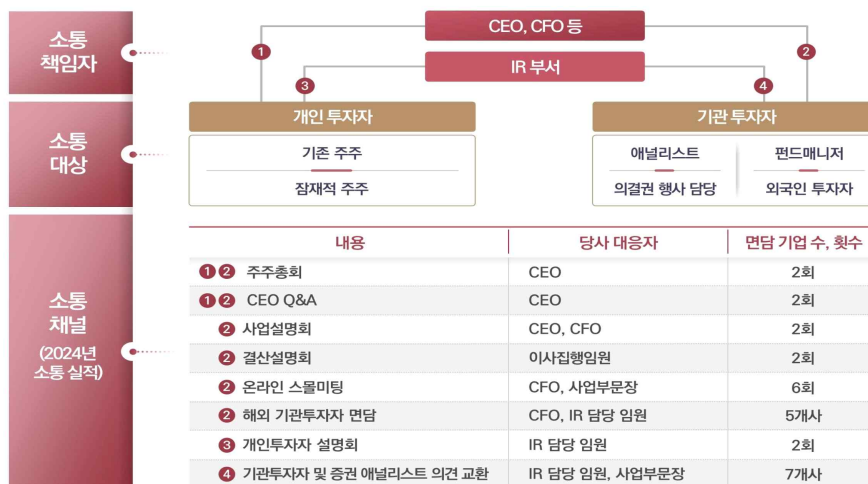 소통
책임자
CEO, CFO 등
1
2
IR 부서
3
4
소통
대상
개인 투자자
기관 투자자
기존 주주
잠재적 주주
애널리스트
펀드매니저
의결권 행사 담당
외국인 투자자
소통
채널
(2024년
소통 실적)
내용 당사 대응자 면담 기업 수, 횟수
1 2 주주총회 CEO 2회
1 2 CEO Q&A CEO 2회
2 사업설명회 CEO, CFO 2회
2 결산설명회 이사집행임원 2회
2 온라인 스몰미팅 CFO, 사업부문장 6회
2 해외 기관투자자 면담 CFO, IR 담당 임원 5개사
3 개인투자자 설명회 IR 담당 임원 2회
4 기관투자자 및 증권 애널리스트 의견 교환 IR 담당 임원, 사업부문장 7개사